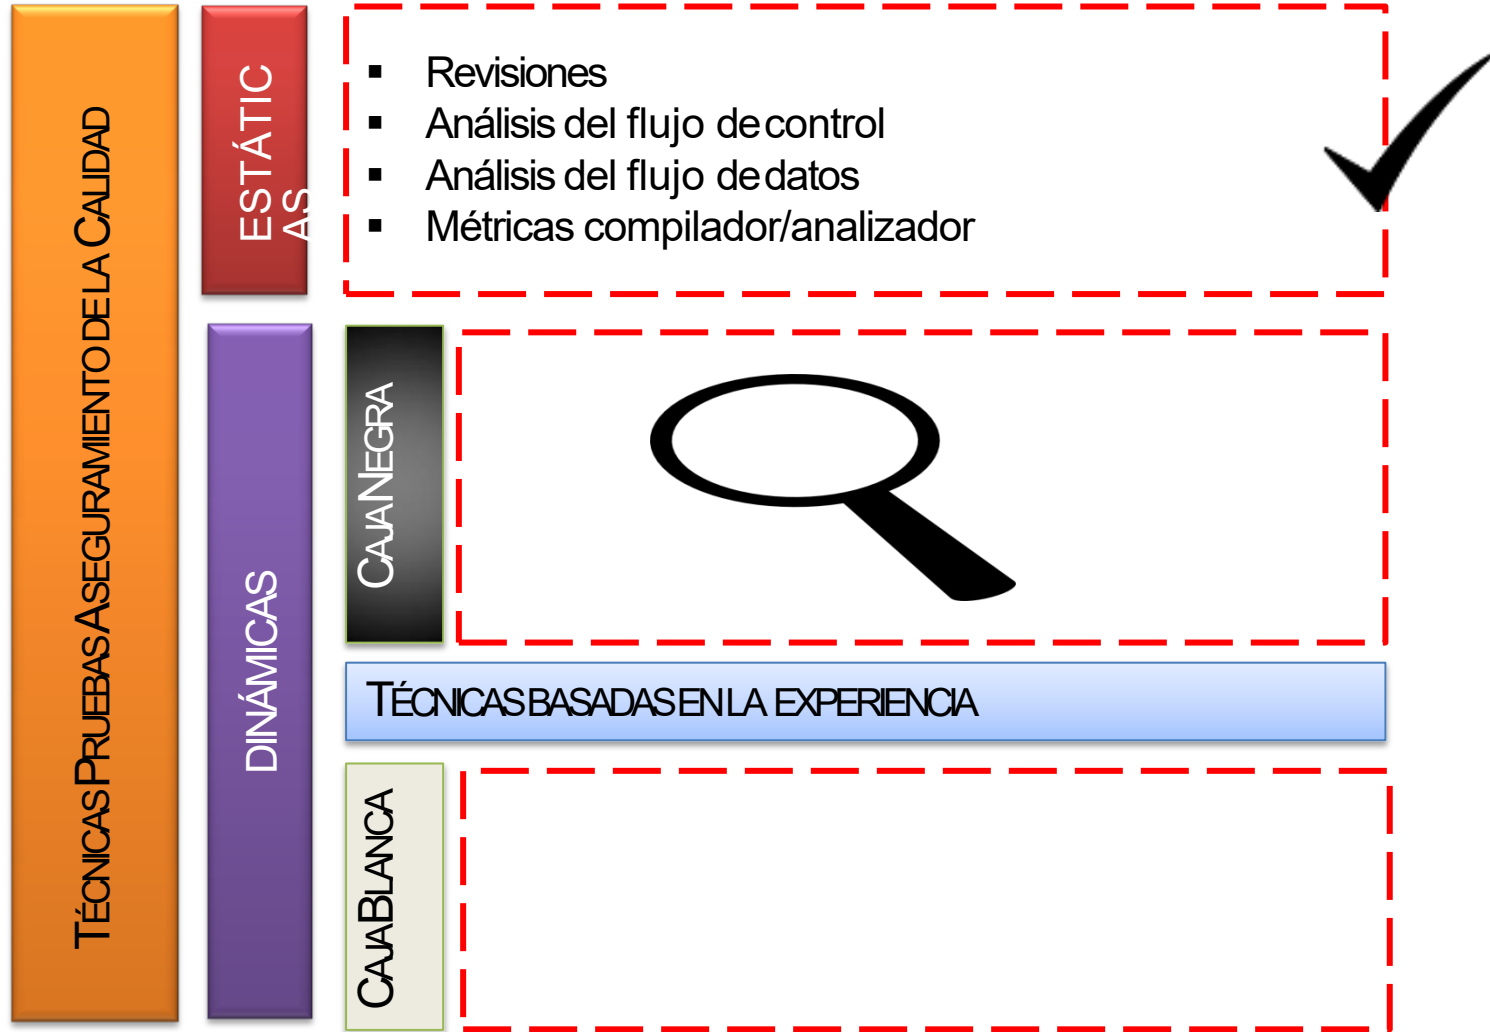 TÉCNICAS PRUEBAS ASEGURAMIENTO DE LA CALIDAD
ESTÁTIC
AS
▪ Revisiones
▪ Análisis del flujo de control
▪ Análisis del flujo de datos
▪ Métricas compilador/analizador
DINÁMICAS
CAJA NEGRA
TÉCNICAS BASADAS EN LA EXPERIENCIA
CAJA BLANCA